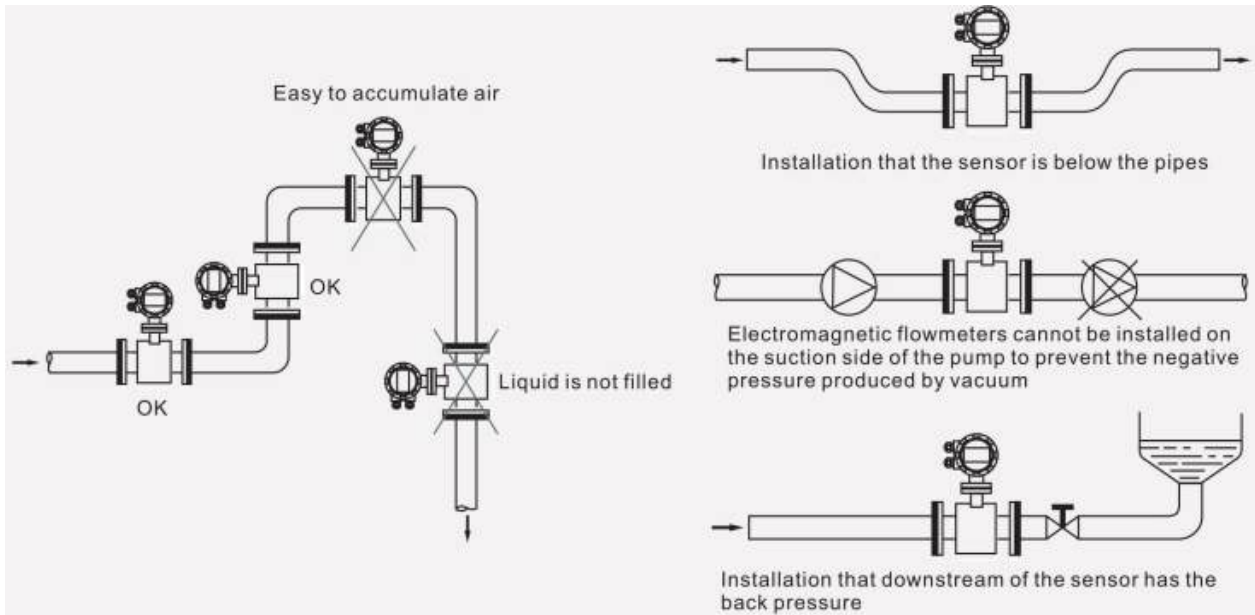 Easy to accumulate air
OK
OK
Liquid is not filled
Installation that the sensor is below the pipes
Electromagnetic flowmeters cannot be installed on
the suction side of the pump to prevent the negative
pressure produced by vacuum
Installation that downstream of the sensor has the
back pressure